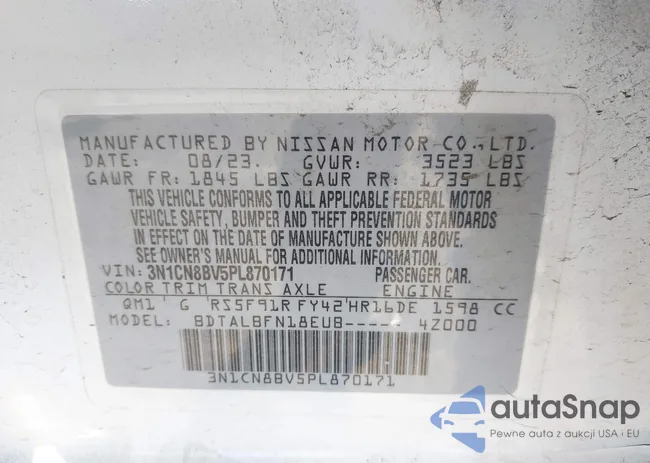 MANUFACTURED BY NISSAN MOTOR CO., LTD.
DATE: 08/23. GVWR: 3523 LBS
GAWR FR: 1845 LBS GAWR RR: 1735 LBS
THIS VEHICLE CONFORMS TO ALL APPLICABLE FEDERAL MOTOR
VEHICLE SAFETY, BUMPER AND THEFT PREVENTION STANDARDS
IN EFFECT ON THE DATE OF MANUFACTURE SHOWN ABOVE.
SEE OWNER'S MANUAL FOR ADDITIONAL INFORMATION.
VIN: 3N1CN8BV5PL870171 PASSENGER CAR.
COLOR TRIM TRANS AXLE ENGINE
QM1 G RS5F91R FY42 HR16DE 1598 CC
MODEL: BDTALBFN18EUB----- 4Z000
3N1CN8BV5PL870171
autaSnap
Pewne auta z aukcji USA i EU